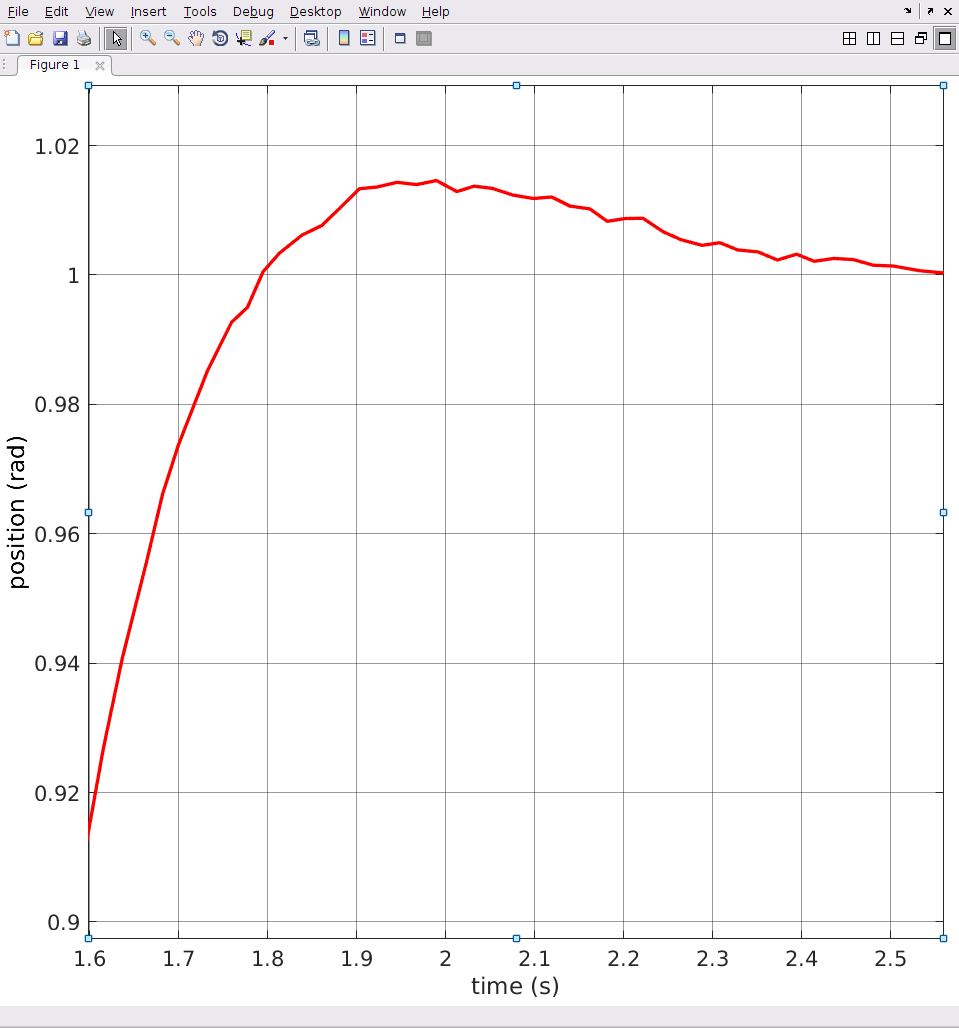 File Edit View Insert Tools Debug Desktop Window Help
Figure 1
1.02
1
0.98
0.96
0.94
0.92
0.9
position (rad)
1.6 1.7 1.8 1.9 2 2.1 2.2 2.3 2.4 2.5
time (s)